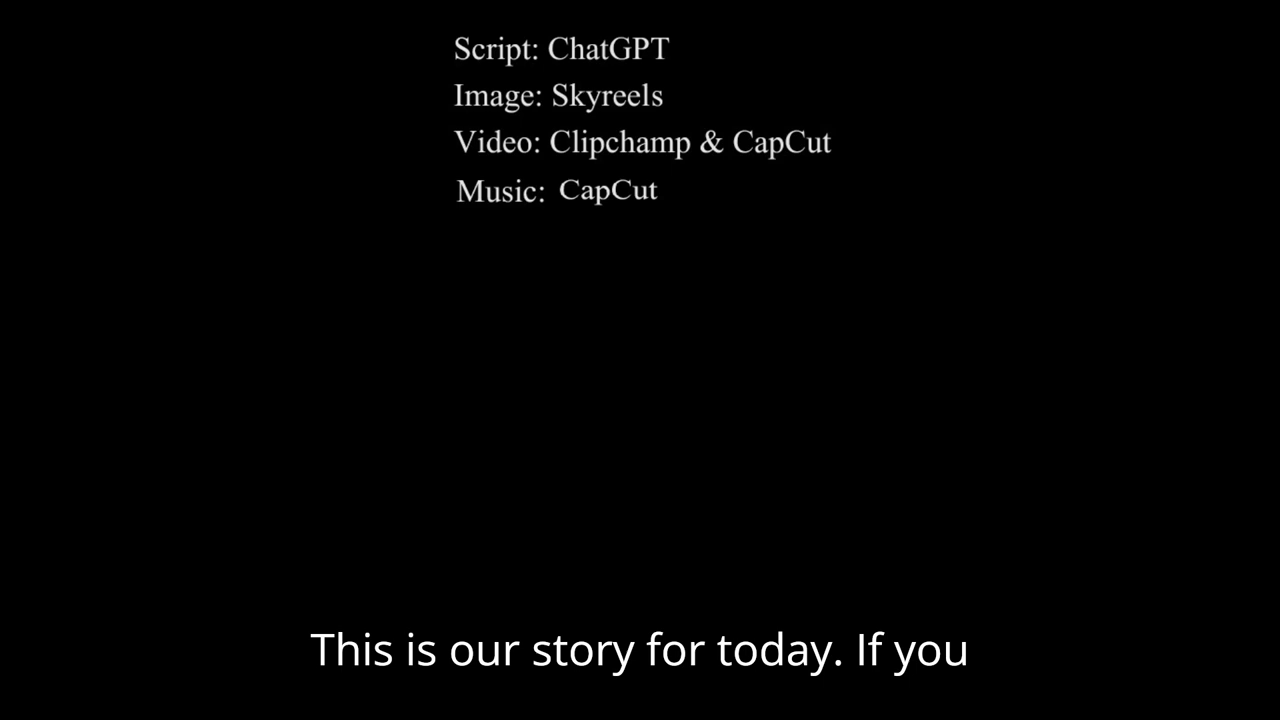 Script: ChatGPT
Image: Skyreels
Video: Clipchamp & CapCut
Music: CapCut
This is our story for today. If you